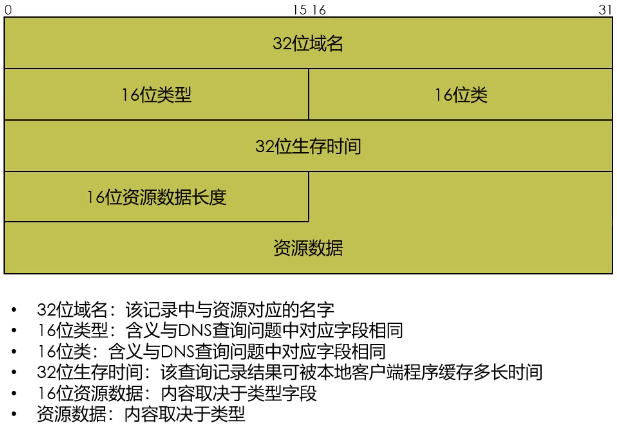 0 15 16 31
32位域名
16位类型 16位类
32位生存时间
16位资源数据长度
资源数据
• 32位域名：该记录中与资源对应的名字
• 16位类型：含义与DNS查询问题中对应字段相同
• 16位类：含义与DNS查询问题中对应字段相同
• 32位生存时间：该查询记录结果可被本地客户端程序缓存多长时间
• 16位资源数据：内容取决于类型字段
• 资源数据：内容取决于类型